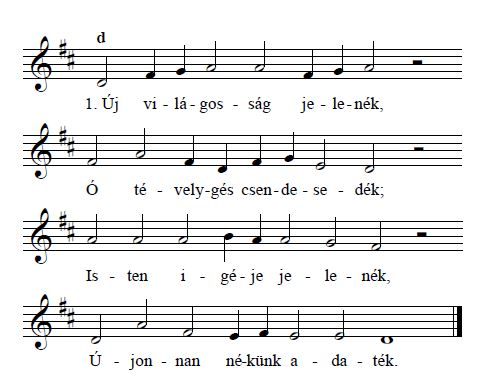 d
1. Új vi - lá - gos - ság je - le - nék,
Ó té - vely - gés csen - de - se - dék;
Is - ten i - gé - je je - le - nék,
Ú - jon - nan né - künk a - da - ték.